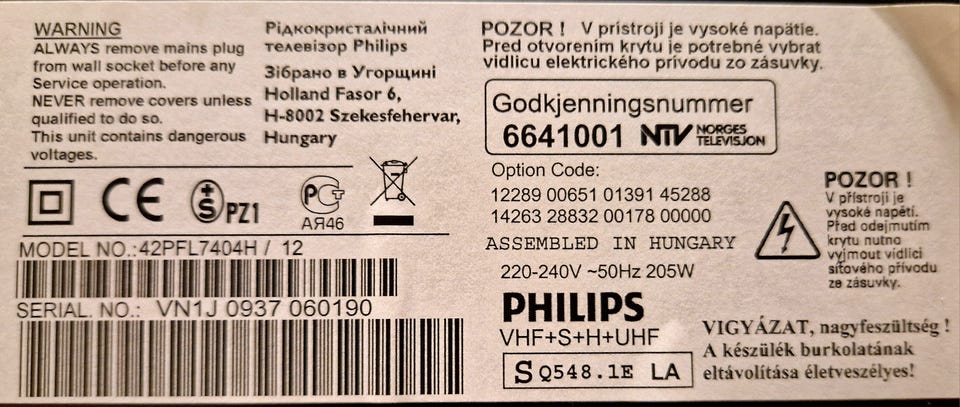 WARNING
ALWAYS remove mains plug
from wall socket before any
Service operation.
NEVER remove covers unless
qualified to do so.
This unit contains dangerous
voltages.
Рідкокристалічний
телевізор Philips
Зібрано в Угорщині
Holland Fasor 6,
H-8002 Szekesfehervar,
Hungary
POZOR ! V prístroji je vysoké napätie.
Pred otvorením krytu je potrebné vybrat
vidlicu elektrického prívodu zo zásuvky.
Godkjenningsnummer
6641001 NTV NORGES TELEVISJON
CE
S PZ1
РСТ
АЯ46
Option Code:
12289 00651 01391 45288
14263 28832 00178 00000
ASSEMBLED IN HUNGARY
220-240V ~50Hz 205W
POZOR !
V přístroji je
vysoké napětí.
Před odejmutím
krytu nutno
vyjmout vidlici
síťového přívodu
ze zásuvky.
MODEL NO.:42PFL7404H / 12
SERIAL. NO.: VN1J 0937 060190
PHILIPS
VHF+S+H+UHF
S Q548.1E LA
VIGYÁZAT, nagyfeszültség !
A készülék burkolatának
eltávolítása életveszélyes!